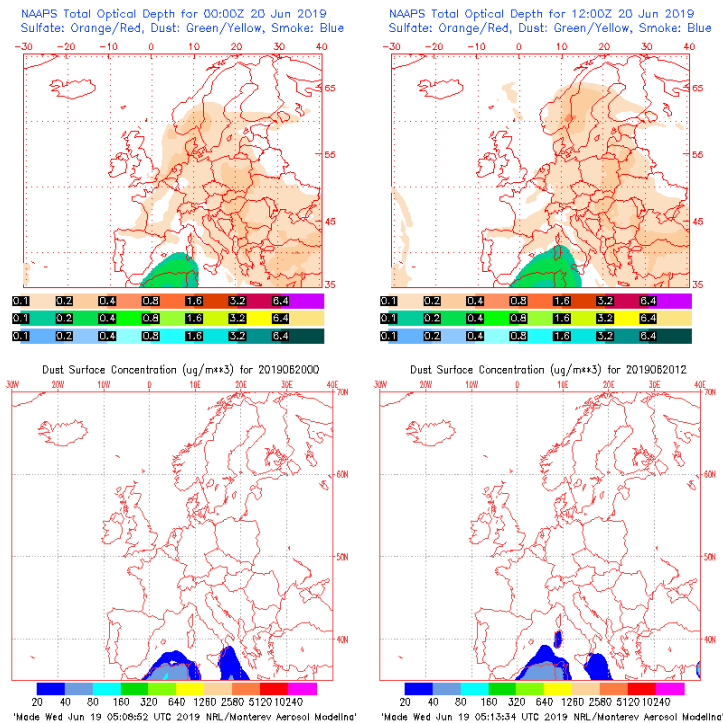 NAAPS Total Optical Depth for 00:00Z 20 Jun 2019
Sulfate: Orange/Red, Dust: Green/Yellow, Smoke: Blue
-30 -20 -10 0 10 20 30 40
65
55
45
35
0.1 0.2 0.4 0.8 1.6 3.2 6.4
0.1 0.2 0.4 0.8 1.6 3.2 6.4
0.1 0.2 0.4 0.8 1.6 3.2 6.4
NAAPS Total Optical Depth for 12:00Z 20 Jun 2019
Sulfate: Orange/Red, Dust: Green/Yellow, Smoke: Blue
-30 -20 -10 0 10 20 30 40
65
55
45
35
0.1 0.2 0.4 0.8 1.6 3.2 6.4
0.1 0.2 0.4 0.8 1.6 3.2 6.4
0.1 0.2 0.4 0.8 1.6 3.2 6.4
Dust Surface Concentration (ug/m**3) for 2019062000
30W 20W 10W 0 10E 20E 30E 40E
70N
60N
50N
40N
20 40 80 160 320 640 1280 2560 5120 10240
'Made Wed Jun 19 05:08:52 UTC 2019 NRL/Monterey Aerosol Modeling'
Dust Surface Concentration (ug/m**3) for 2019062012
30W 20W 10W 0 10E 20E 30E 40E
70N
60N
50N
40N
20 40 80 160 320 640 1280 2560 5120 10240
'Made Wed Jun 19 05:13:34 UTC 2019 NRL/Monterey Aerosol Modeling'